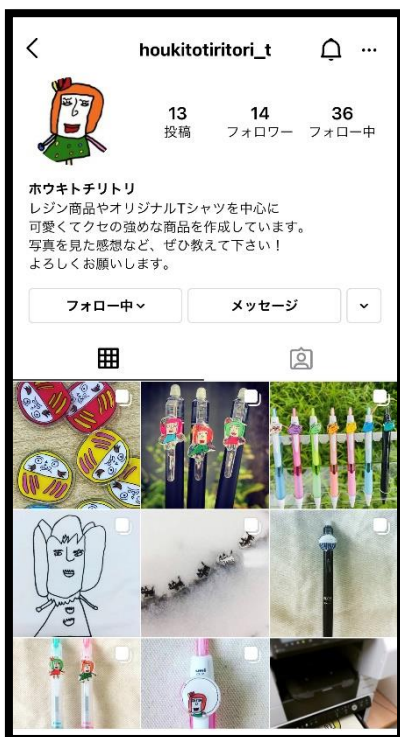 houkitotiritori_t
13 14 36
投稿 フォロワー フォロー中
ホウキトチリトリ
レジン商品やオリジナルTシャツを中心に
可愛くてクセの強めな商品を作成しています。
写真を見た感想など、ぜひ教えて下さい！
よろしくお願いします。
フォロー中 メッセージ
uni